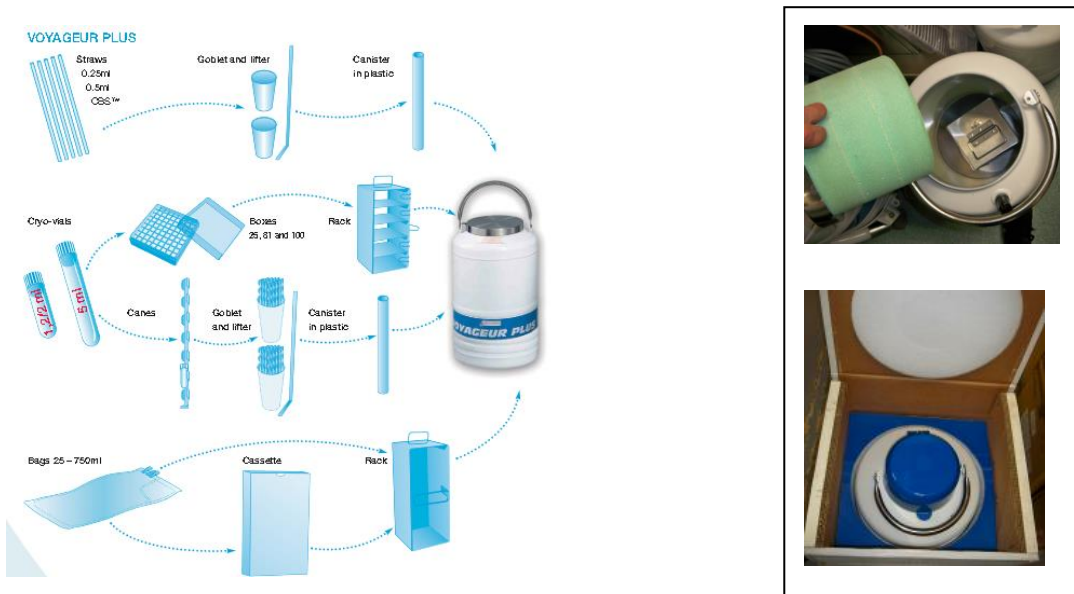 VOYAGEUR PLUS
Straws
0.25ml
0.5ml
CBS™
Goblet and lifter
Canister
in plastic
Cryo-vials
1,2/2 ml
5 ml
Boxes
25, 81 and 100
Rack
Canes
Goblet
and lifter
Canister
in plastic
VOYAGEUR PLUS
Bags 25 – 750ml
Cassette
Rack